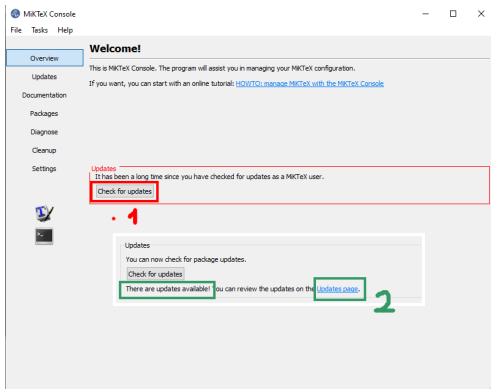 MiKTeX Console
File Tasks Help
Overview
Updates
Documentation
Packages
Diagnose
Cleanup
Settings
Welcome!
This is MiKTeX Console. The program will assist you in managing your MiKTeX configuration.
If you want, you can start with an online tutorial: HOWTO: manage MiKTeX with the MiKTeX Console
Updates
It has been a long time since you have checked for updates as a MiKTeX user.
Check for updates
1
Updates
You can now check for package updates.
Check for updates
There are updates available! You can review the updates on the Updates page.
2